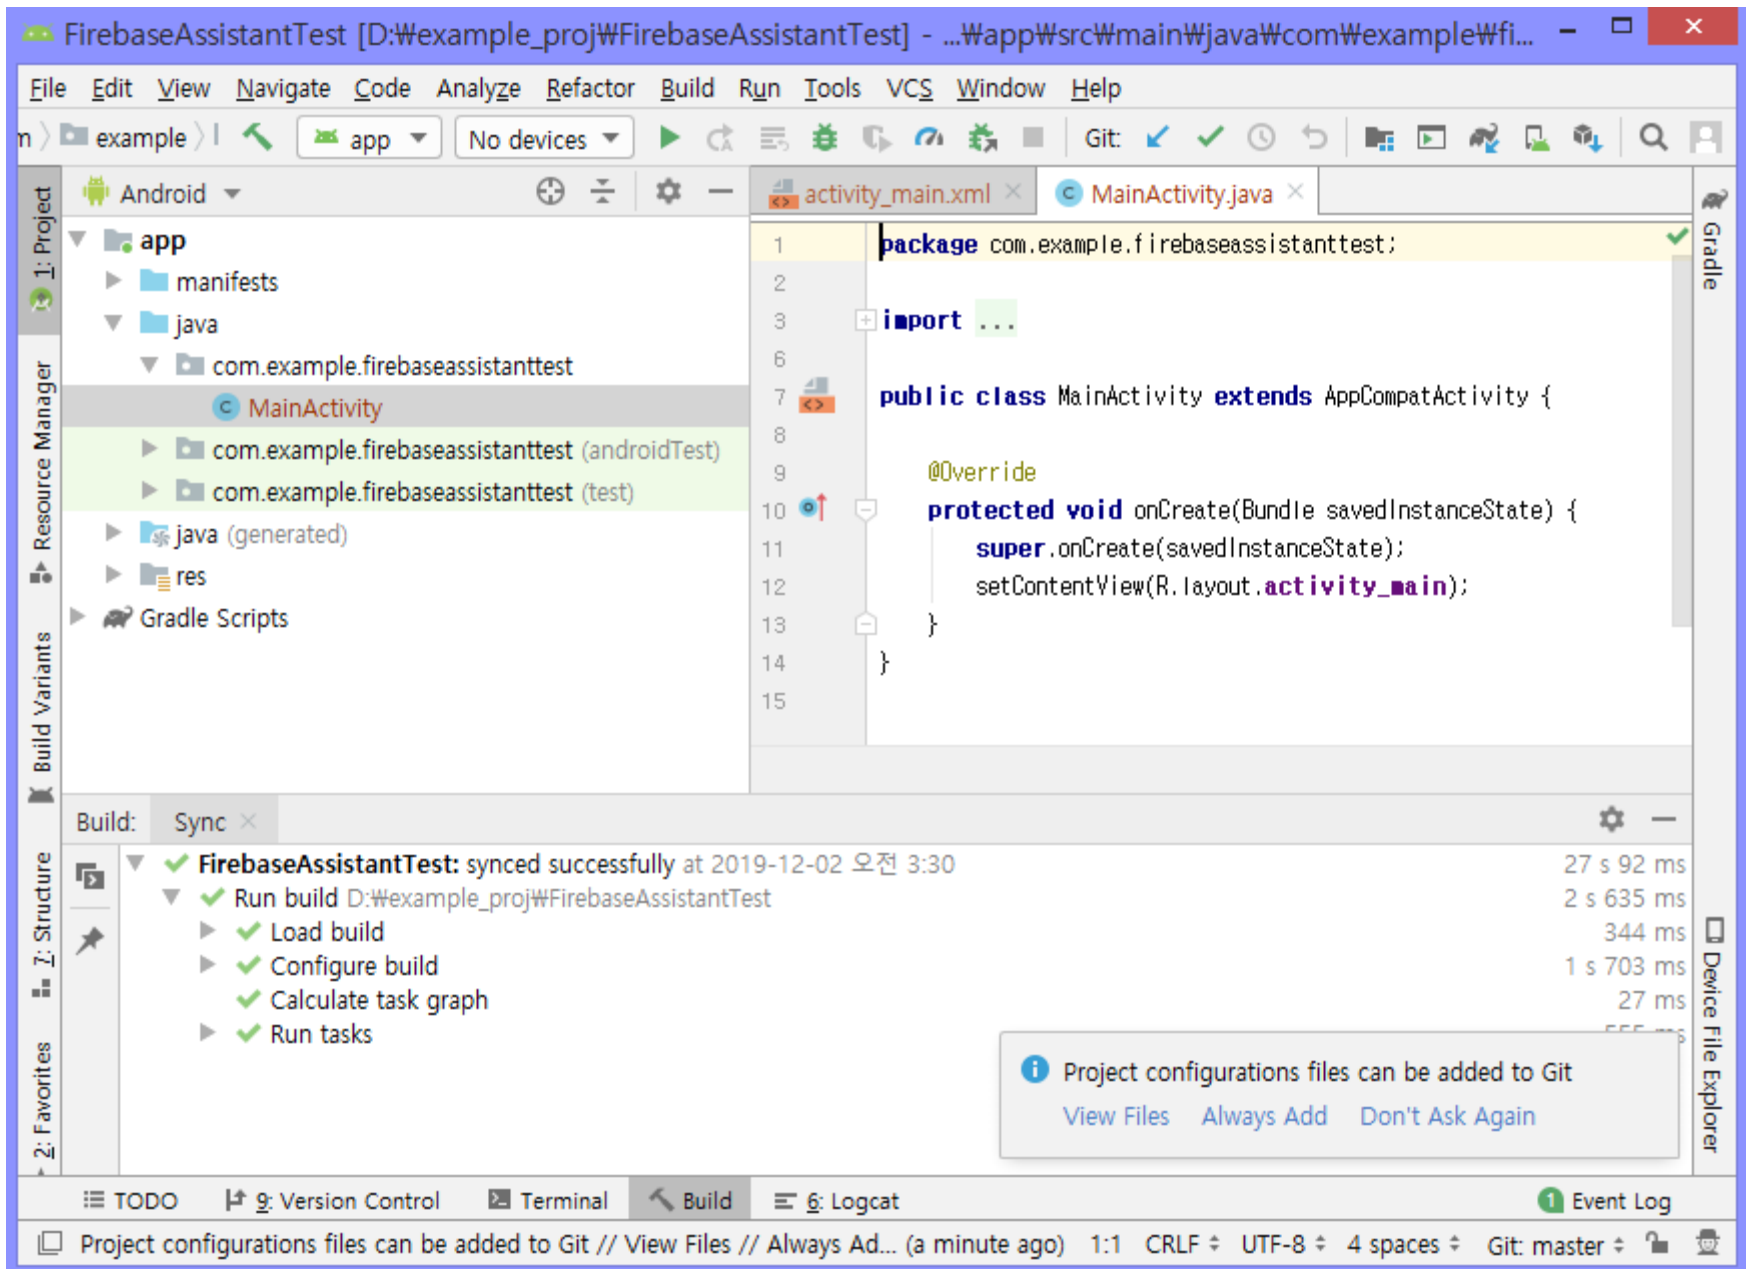 FirebaseAssistantTest [D:₩example_proj₩FirebaseAssistantTest] - ...₩app₩src₩main₩java₩com₩example₩fi...
File Edit View Navigate Code Analyze Refactor Build Run Tools VCS Window Help
m example app No devices Git:
1: Project
Resource Manager
Build Variants
7: Structure
2: Favorites
Android
app
manifests
java
com.example.firebaseassistanttest
MainActivity
com.example.firebaseassistanttest (androidTest)
com.example.firebaseassistanttest (test)
java (generated)
res
Gradle Scripts
activity_main.xml MainActivity.java
1 package com.example.firebaseassistanttest;
2
3 import ...
6
7 public class MainActivity extends AppCompatActivity {
8
9 @Override
10 protected void onCreate(Bundle savedInstanceState) {
11 super.onCreate(savedInstanceState);
12 setContentView(R.layout.activity_main);
13 }
14 }
15
Gradle
Device File Explorer
Build: Sync
FirebaseAssistantTest: synced successfully at 2019-12-02 오전 3:30 27 s 92 ms
Run build D:₩example_proj₩FirebaseAssistantTest 2 s 635 ms
Load build 344 ms
Configure build 1 s 703 ms
Calculate task graph 27 ms
Run tasks
Project configurations files can be added to Git
View Files Always Add Don't Ask Again
TODO 9: Version Control Terminal Build 6: Logcat 1 Event Log
Project configurations files can be added to Git // View Files // Always Ad... (a minute ago) 1:1 CRLF UTF-8 4 spaces Git: master